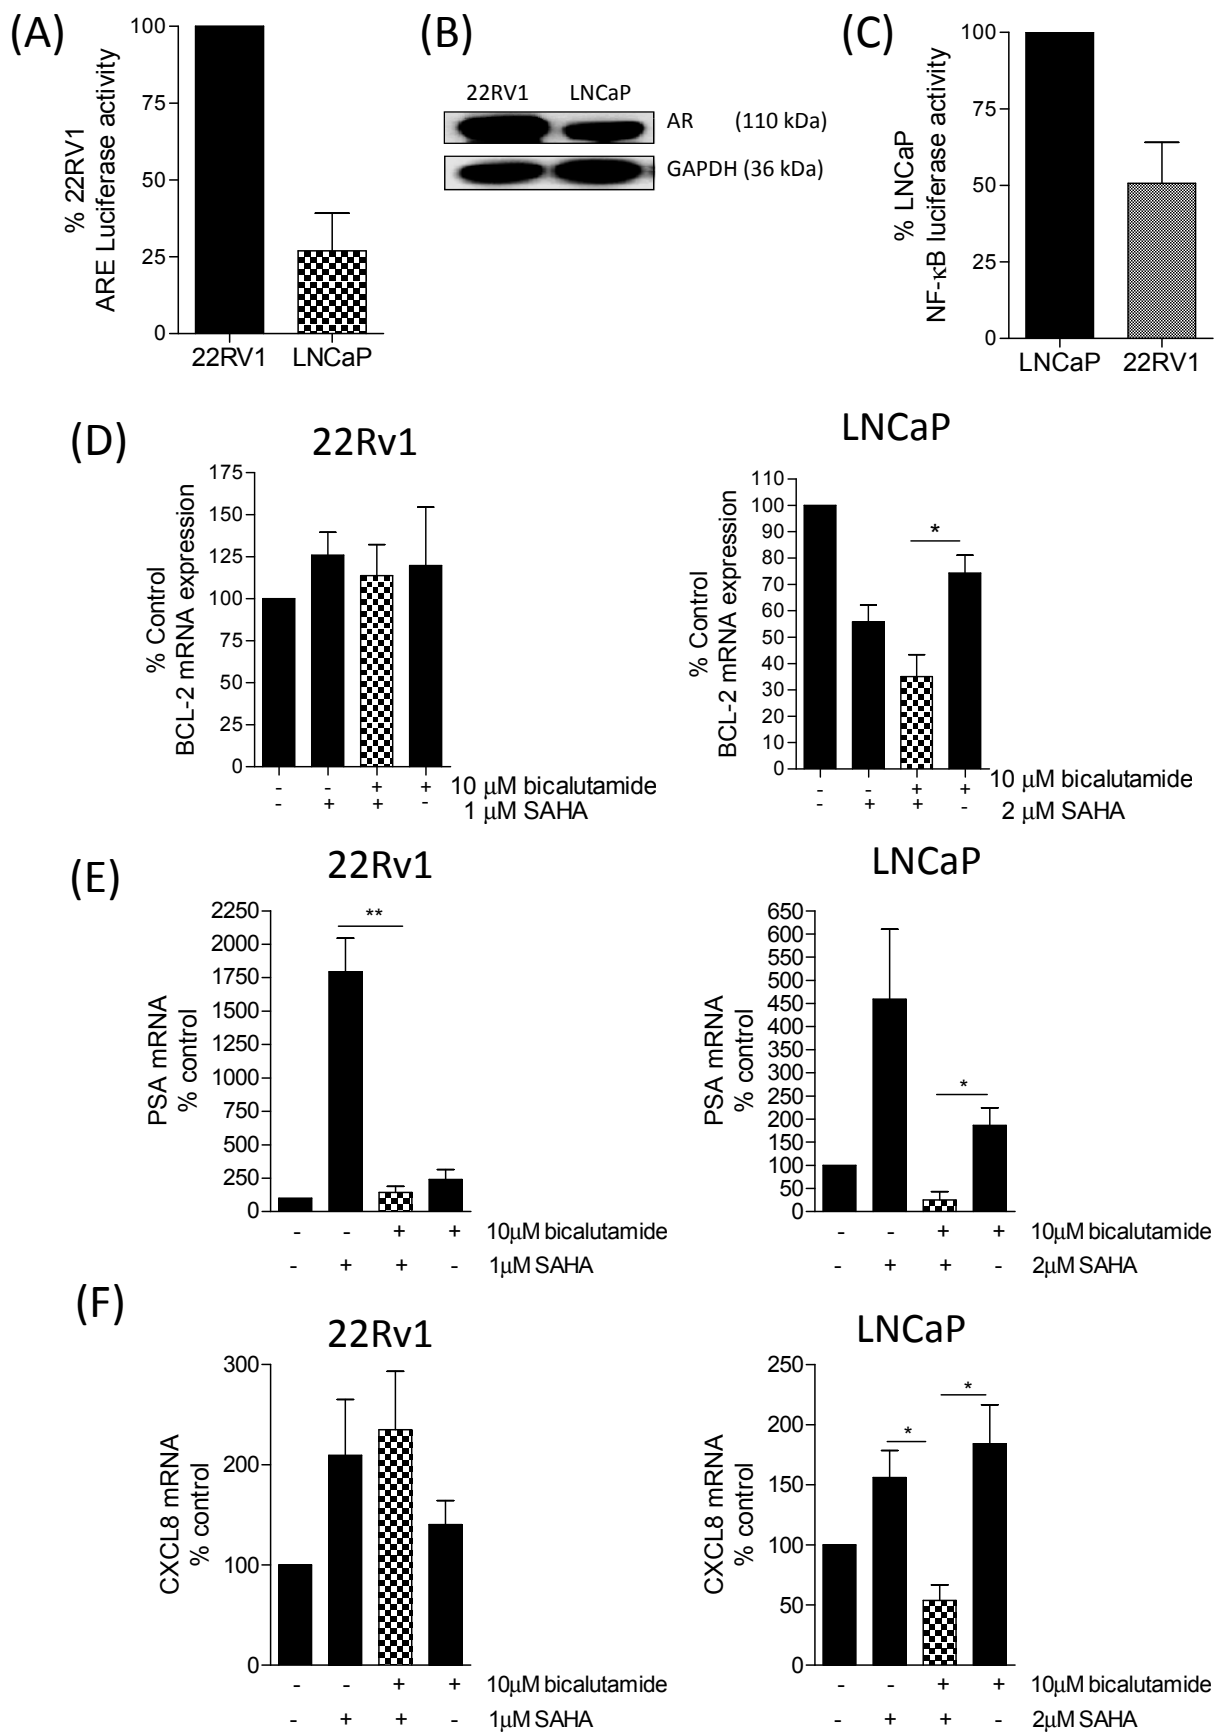 (A)
% 22RV1
ARE Luciferase activity
100
75
50
25
0
22RV1 LNCaP
(B)
22RV1 LNCaP
AR (110 kDa)
GAPDH (36 kDa)
(C)
% LNCaP
NF-κB luciferase activity
100
75
50
25
0
LNCaP 22RV1
(D)
22Rv1
% Control
BCL-2 mRNA expression
175
150
125
100
75
50
25
0
- - + + 10 μM bicalutamide
- + + - 1 μM SAHA
LNCaP
% Control
BCL-2 mRNA expression
110
100
90
80
70
60
50
40
30
20
10
0
*
- - + + 10 μM bicalutamide
- + + - 2 μM SAHA
(E)
22Rv1
PSA mRNA
% control
2250
2000
1750
1500
1250
1000
750
500
250
0
**
- - + + 10μM bicalutamide
- + + - 1μM SAHA
LNCaP
PSA mRNA
% control
650
600
550
500
450
400
350
300
250
200
150
100
50
0
*
- - + + 10μM bicalutamide
- + + - 2μM SAHA
(F)
22Rv1
CXCL8 mRNA
% control
300
200
100
0
- - + + 10μM bicalutamide
- + + - 1μM SAHA
LNCaP
CXCL8 mRNA
% control
250
200
150
100
50
0
* *
- - + + 10μM bicalutamide
- + + - 2μM SAHA